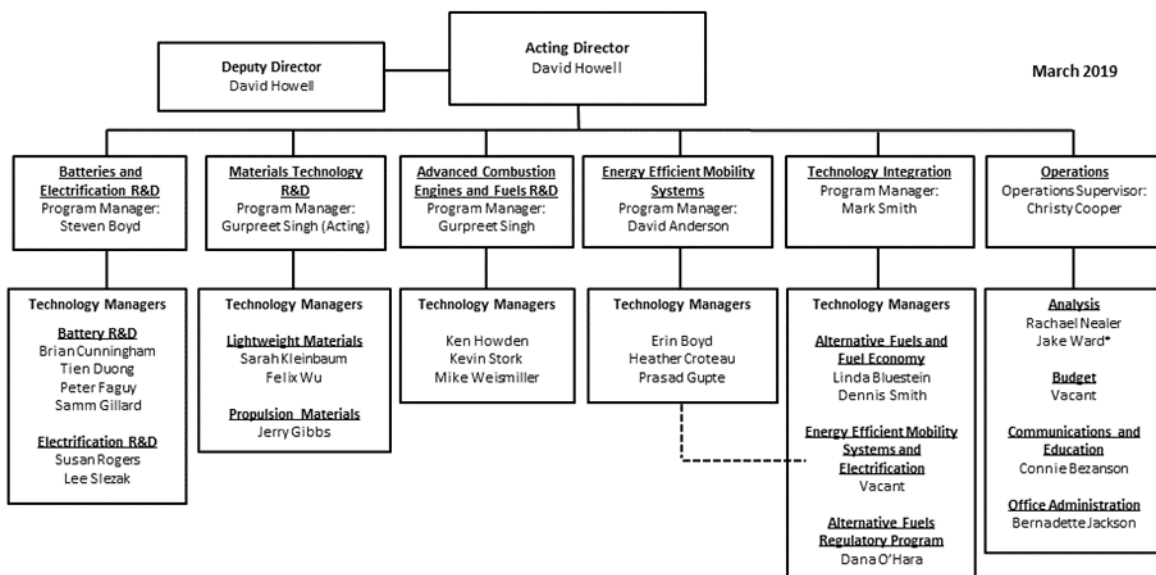 Acting Director
David Howell
Deputy Director
David Howell
March 2019
Batteries and
Electrification R&D
Program Manager:
Steven Boyd
Materials Technology
R&D
Program Manager:
Gurpreet Singh (Acting)
Advanced Combustion
Engines and Fuels R&D
Program Manager:
Gurpreet Singh
Energy Efficient Mobility
Systems
Program Manager:
David Anderson
Technology Integration
Program Manager:
Mark Smith
Operations
Operations Supervisor:
Christy Cooper
Technology Managers
Battery R&D
Brian Cunningham
Tien Duong
Peter Faguy
Samm Gillard
Electrification R&D
Susan Rogers
Lee Slezak
Technology Managers
Lightweight Materials
Sarah Kleinbaum
Felix Wu
Propulsion Materials
Jerry Gibbs
Technology Managers
Ken Howden
Kevin Stork
Mike Weismiller
Technology Managers
Erin Boyd
Heather Croteau
Prasad Gupte
Technology Managers
Alternative Fuels and
Fuel Economy
Linda Bluestein
Dennis Smith
Energy Efficient Mobility
Systems and
Electrification
Vacant
Alternative Fuels
Regulatory Program
Dana O'Hara
Analysis
Rachael Nealer
Jake Ward*
Budget
Vacant
Communications and
Education
Connie Bezanson
Office Administration
Bernadette Jackson